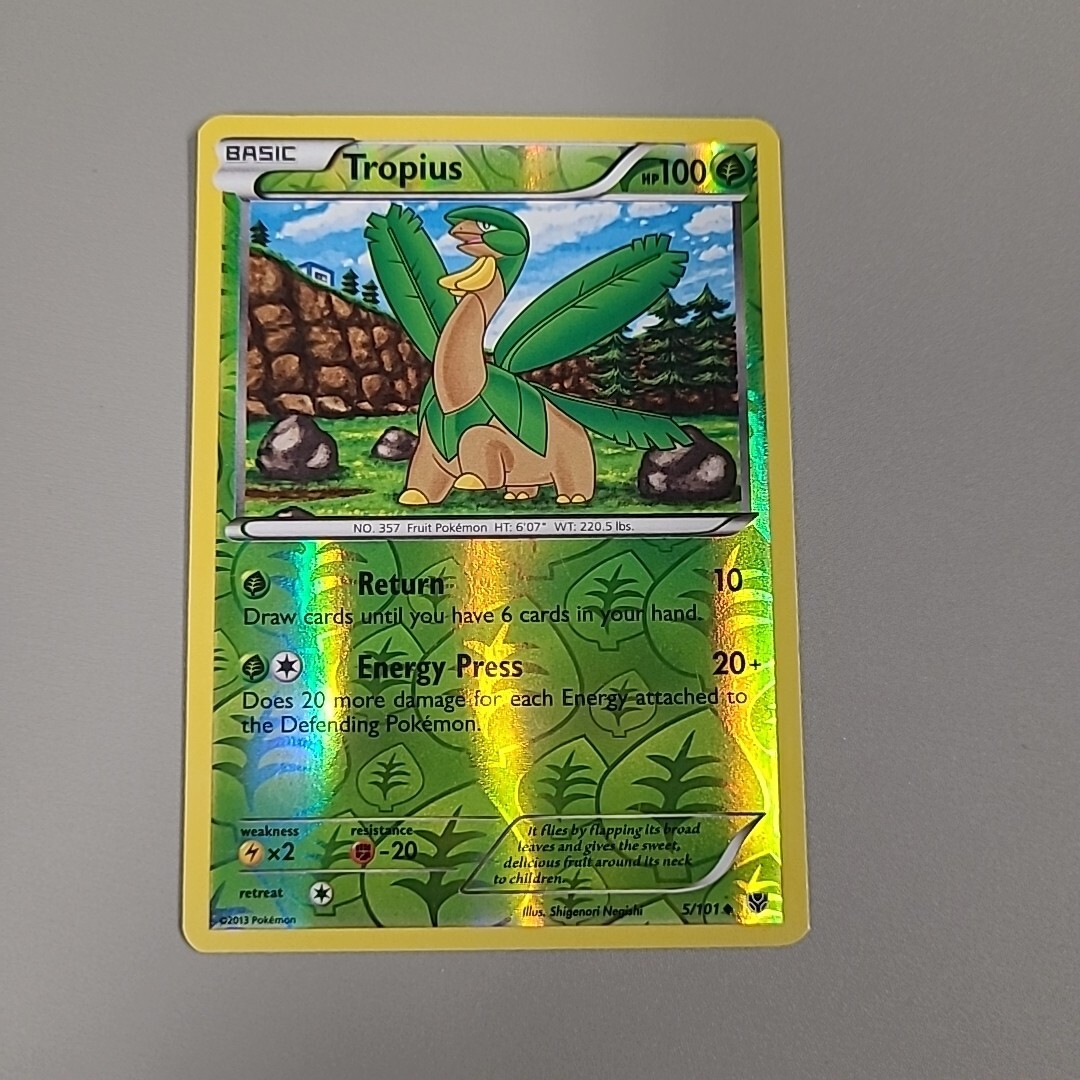 BASIC Tropius HP100
NO. 357 Fruit Pokémon HT: 6'07" WT: 220.5 lbs.
Return 10
Draw cards until you have 6 cards in your hand.
Energy Press 20+
Does 20 more damage for each Energy attached to
the Defending Pokémon.
weakness resistance
×2 -20
retreat
It flies by flapping its broad
leaves and gives the sweet,
delicious fruit around its neck
to children.
©2013 Pokémon
Illus. Shigenori Negishi 5/101